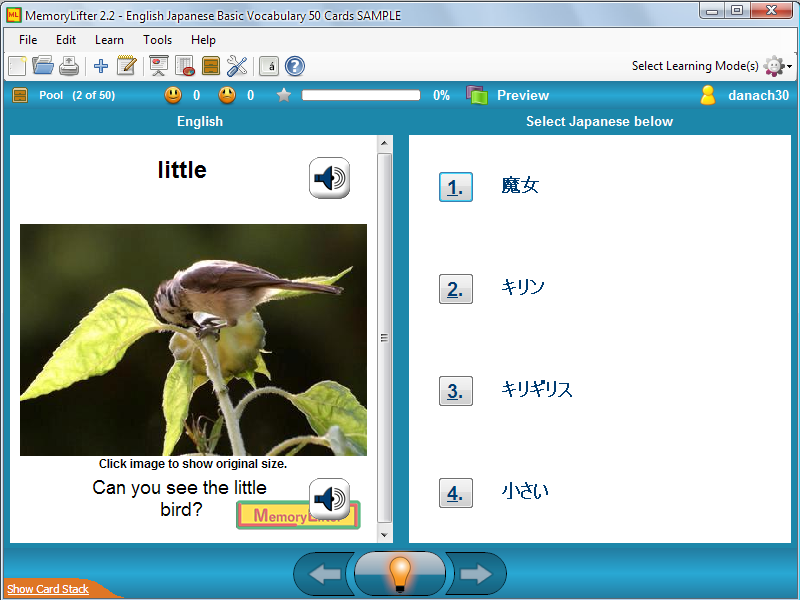 MemoryLifter 2.2 - English Japanese Basic Vocabulary 50 Cards SAMPLE
File Edit Learn Tools Help
á ? Select Learning Mode(s)
Pool (2 of 50) 0 0 0% Preview danach30
English
Select Japanese below
little
Click image to show original size.
Can you see the little
bird?
MemoryLifter
1. 魔女
2. キリン
3. キリギリス
4. 小さい
Show Card Stack